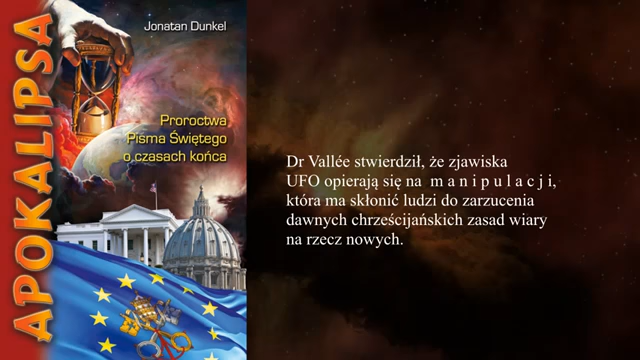 APOKALIPSA
Jonatan Dunkel
Proroctwa
Pisma Świętego
o czasach końca
Dr Vallée stwierdził, że zjawiska
UFO opierają się na m a n i p u l a c j i,
która ma skłonić ludzi do zarzucenia
dawnych chrześcijańskich zasad wiary
na rzecz nowych.